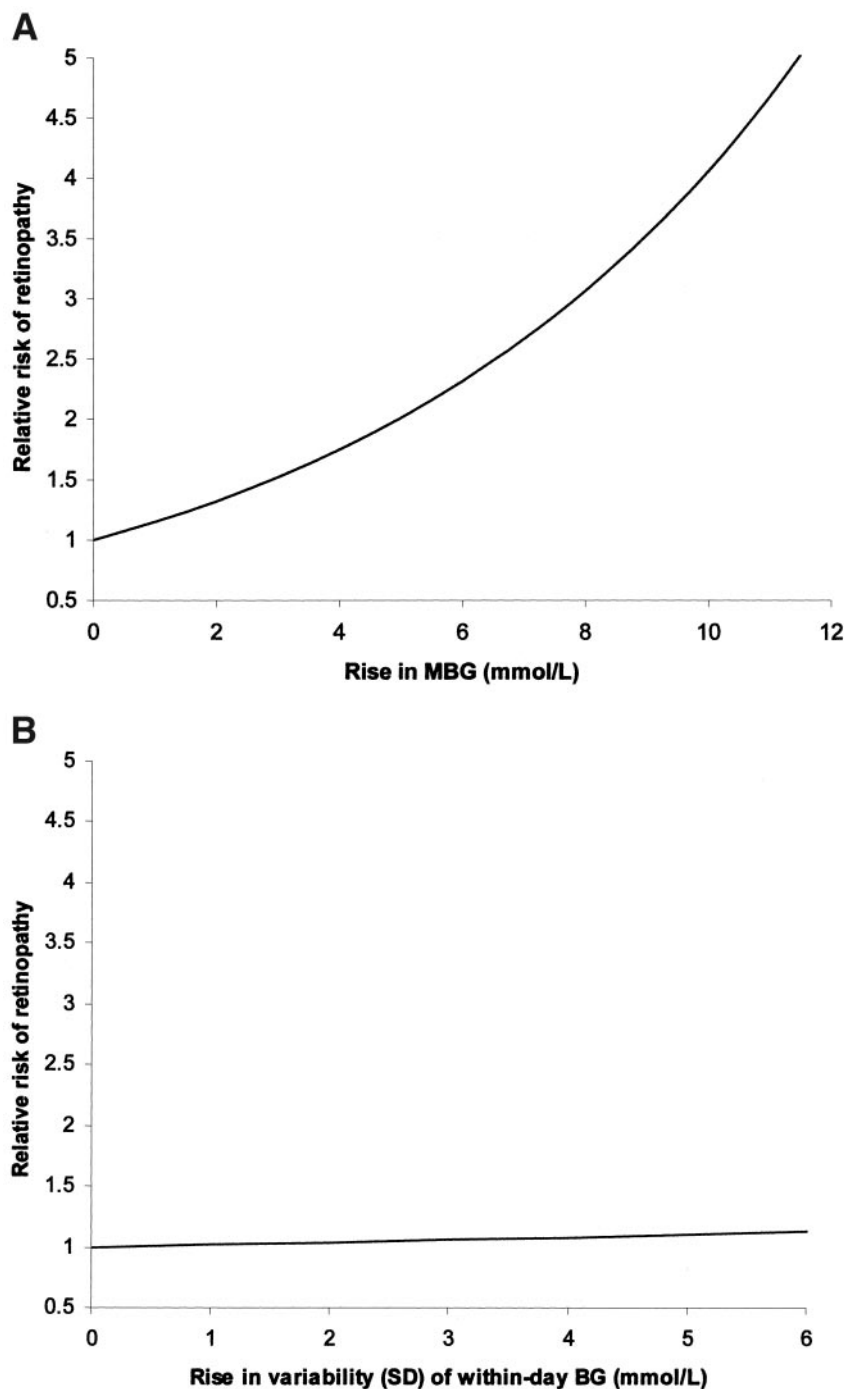 A
5
4.5
4
3.5
3
2.5
2
1.5
1
0.5
Relative risk of retinopathy
0 2 4 6 8 10 12
Rise in MBG (mmol/L)
B
5
4.5
4
3.5
3
2.5
2
1.5
1
0.5
Relative risk of retinopathy
0 1 2 3 4 5 6
Rise in variability (SD) of within-day BG (mmol/L)